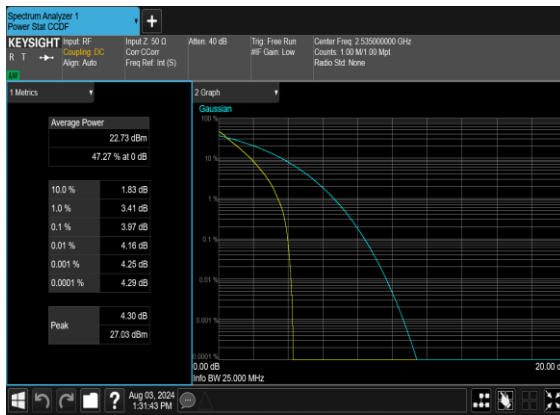 Spectrum Analyzer 1
Power Stat CCDF
KEYSIGHT
R T
LXI
Input: RF
Coupling: DC
Align: Auto
Input Z: 50 Ω
Corr CCorr
Freq Ref: Int (S)
Atten: 40 dB
Trig: Free Run
#IF Gain: Low
Center Freq: 2.535000000 GHz
Counts: 1.00 M/1.00 Mpt
Radio Std: None
1 Metrics
Average Power
22.73 dBm
47.27 % at 0 dB
10.0 % 1.83 dB
1.0 % 3.41 dB
0.1 % 3.97 dB
0.01 % 4.16 dB
0.001 % 4.25 dB
0.0001 % 4.29 dB
Peak
4.30 dB
27.03 dBm
2 Graph
Gaussian
100 %
10 %
1 %
0.1 %
0.01 %
0.001 %
0.0001 %
0.00 dB
20.00 d
Info BW 25.000 MHz
?
Aug 03, 2024
1:31:43 PM